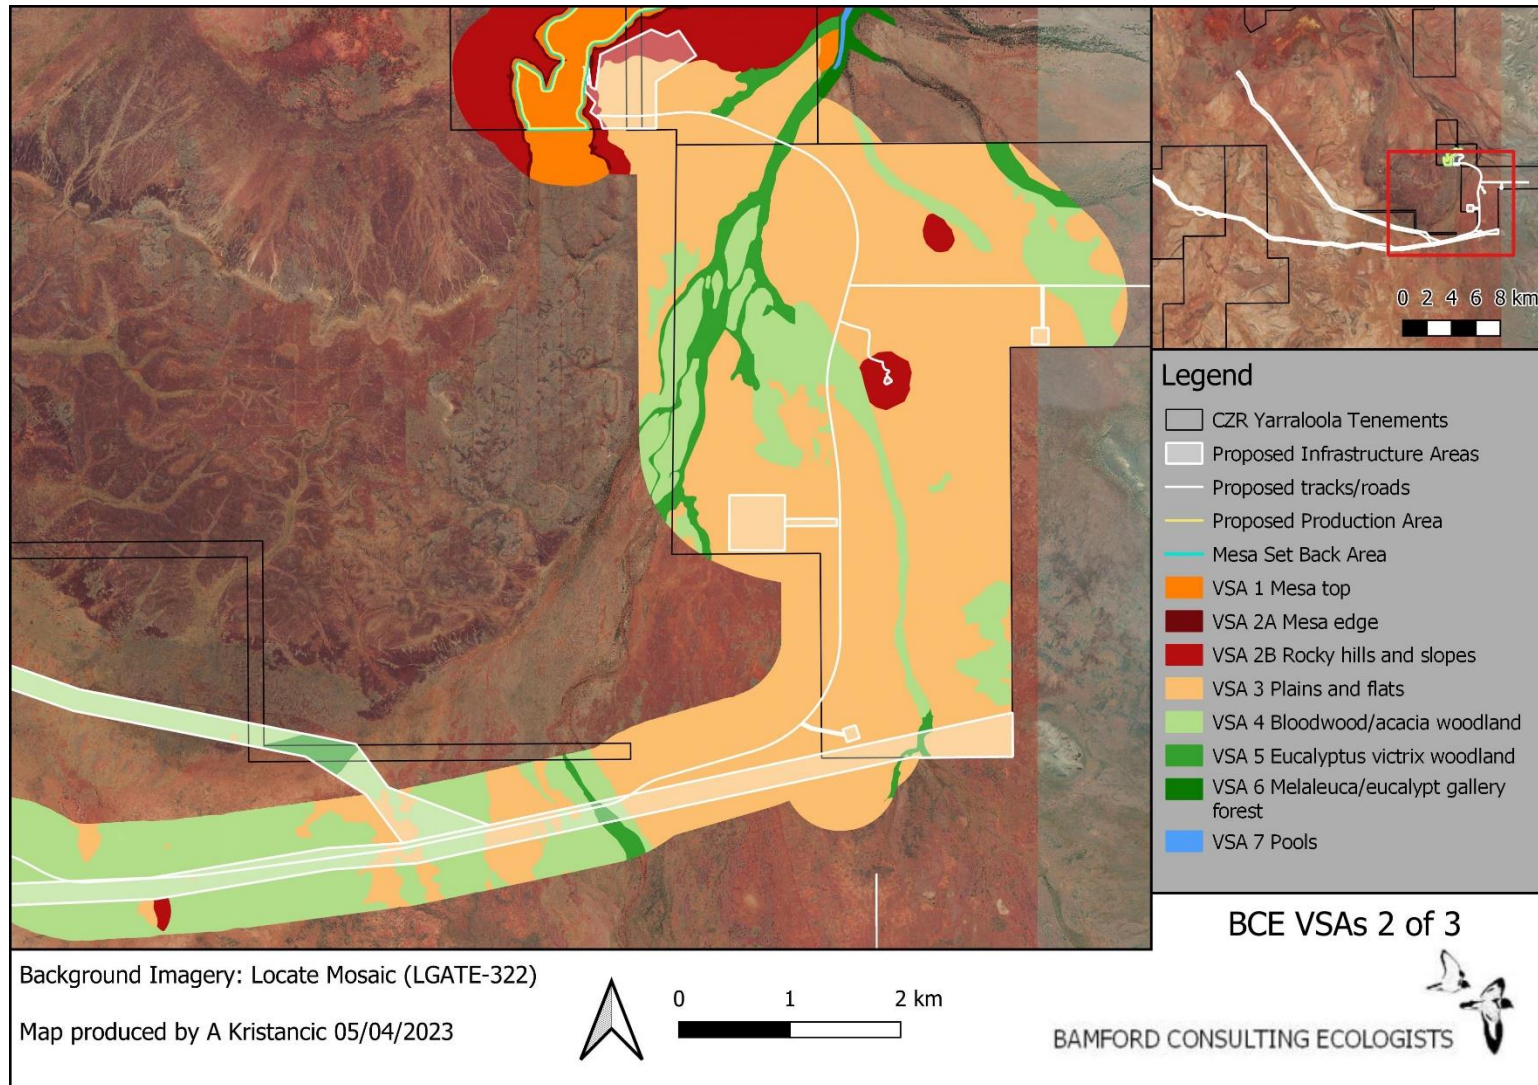 0 2 4 6 8 km
Legend
CZR Yarraloola Tenements
Proposed Infrastructure Areas
Proposed tracks/roads
Proposed Production Area
Mesa Set Back Area
VSA 1 Mesa top
VSA 2A Mesa edge
VSA 2B Rocky hills and slopes
VSA 3 Plains and flats
VSA 4 Bloodwood/acacia woodland
VSA 5 Eucalyptus victrix woodland
VSA 6 Melaleuca/eucalypt gallery
forest
VSA 7 Pools
BCE VSAs 2 of 3
Background Imagery: Locate Mosaic (LGATE-322)
Map produced by A Kristancic 05/04/2023
0 1 2 km
BAMFORD CONSULTING ECOLOGISTS